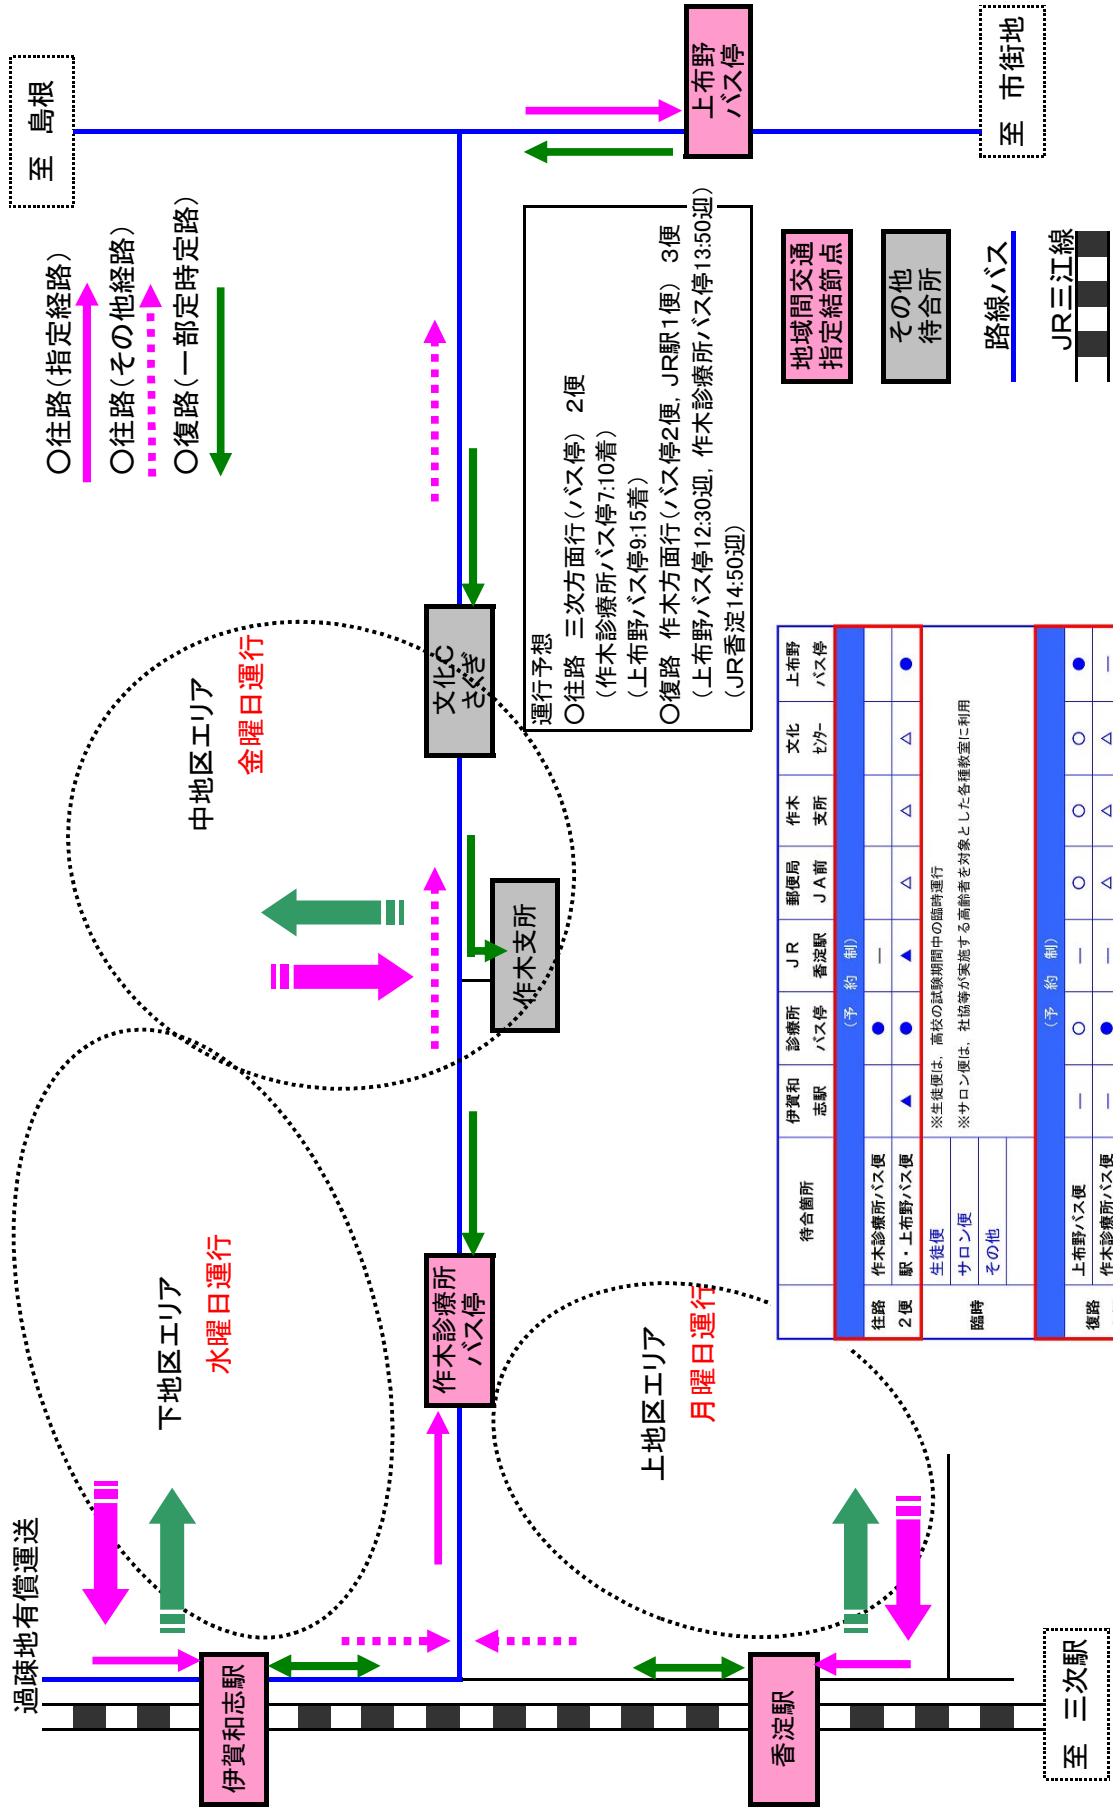 過疎地有償運送
〇往路(指定経路)
〇往路(その他経路)
〇復路(一部定時定路)
至　島根
中地区エリア
金曜日運行
下地区エリア
水曜日運行
伊賀和志駅
作木診療所
バス停
作木支所
文化C
さくぎ
上布野
バス停
至　市街地
運行予想
〇往路　三次方面行(バス停)　2便
(作木診療所バス停7:10着)
(上布野バス停9:15着)
〇復路　作木方面行(バス停2便, JR駅1便)　3便
(上布野バス停12:30迎, 作木診療所バス停13:50迎)
(JR香淀14:50迎)
上地区エリア
月曜日運行
香淀駅
至　三次駅
地域間交通
指定結節点
その他
待合所
路線バス
JR三江線
待合箇所　伊賀和志駅　診療所バス停　JR香淀駅　郵便局JA前　作木支所　文化ｾﾝﾀｰ　上布野バス停
(予　約　制)
往路　作木診療所バス便　●　―
2便　駅・上布野バス便　▲　●　▲　△　△　△　●
臨時　生徒便　※生徒便は、高校の試験期間中の臨時運行
サロン便　※サロン便は、社協等が実施する高齢者を対象とした各種教室に利用
その他
(予　約　制)
復路　上布野バス便　―　○　―　○　○　○　●
作木診療所バス便　―　●　―　△　△　△　―